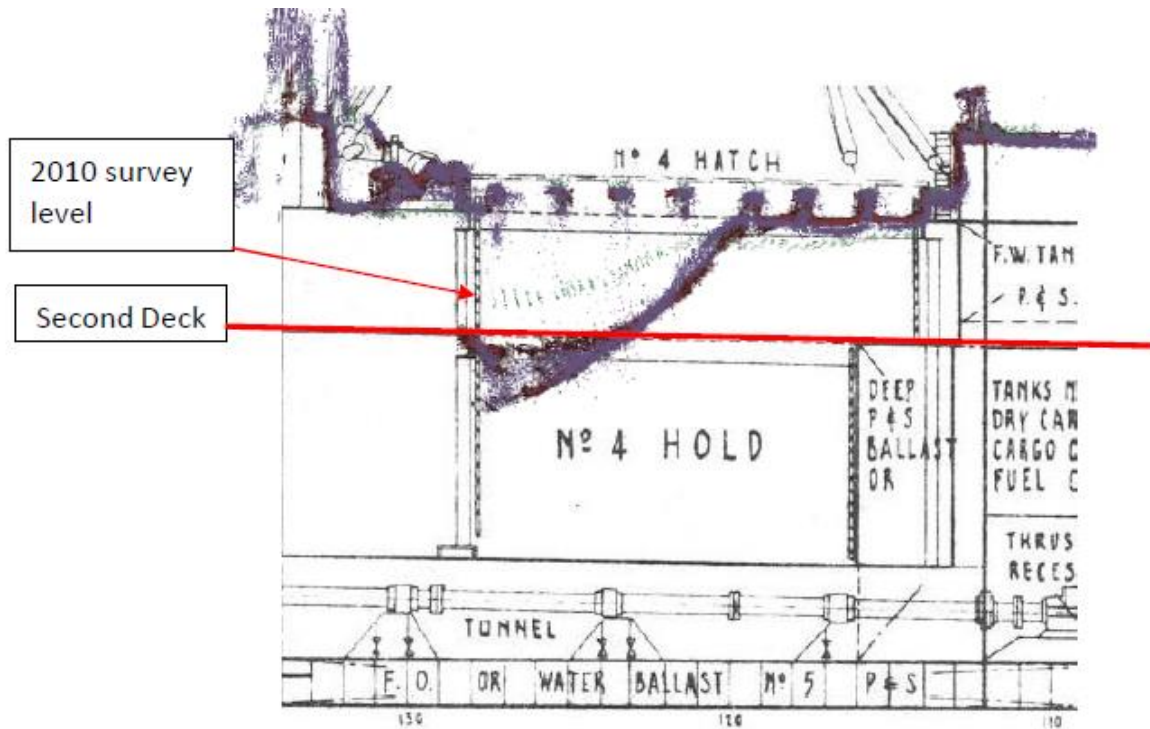 2010 survey
level
Second Deck
Nº 4 HATCH
F.W. TAN
P. & S.
Nº 4 HOLD
DEEP
P & S
BALLAST
OR
TANKS
DRY CAR
CARGO
FUEL
THRUS
RECES
TUNNEL
F. O. OR WATER BALLAST Nº 5 P & S
130
120
110